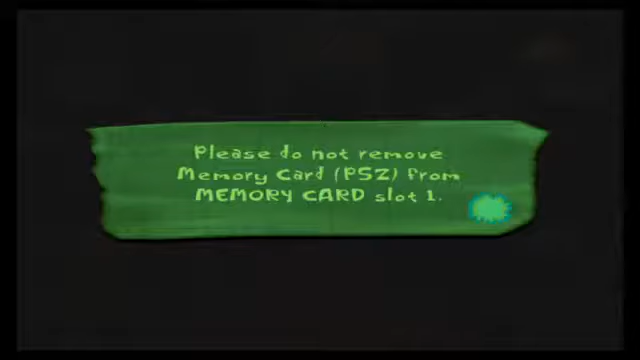 Please do not remove
Memory Card (PS2) from
MEMORY CARD slot 1.